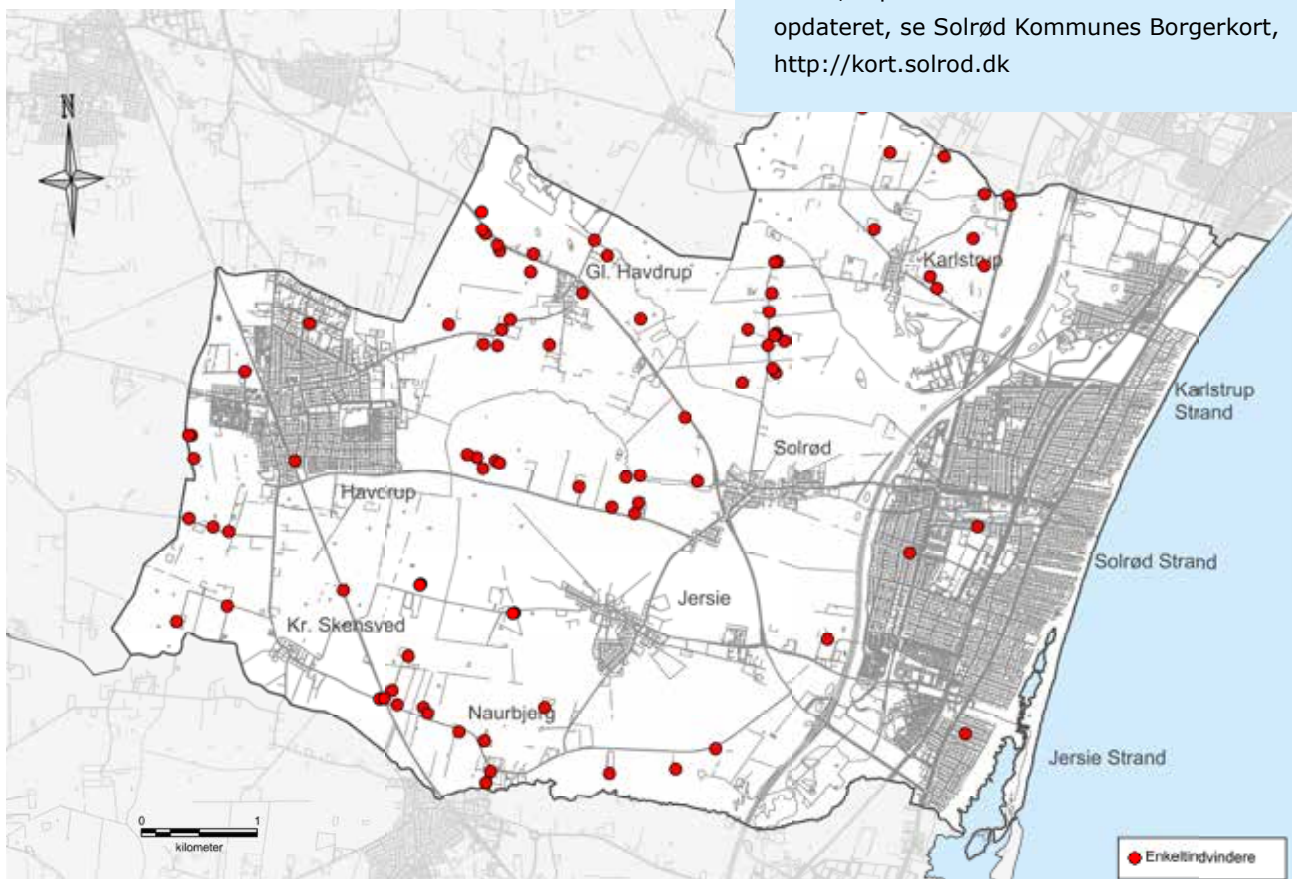 opdateret, se Solrød Kommunes Borgerkort,
http://kort.solrod.dk
N
Karlstrup
Gl. Havdrup
Karlstrup
Strand
Solrød
Havdrup
Solrød Strand
Jersie
Kr. Skensved
Naurbjerg
Jersie Strand
0 1
kilometer
Enkeltindvindere